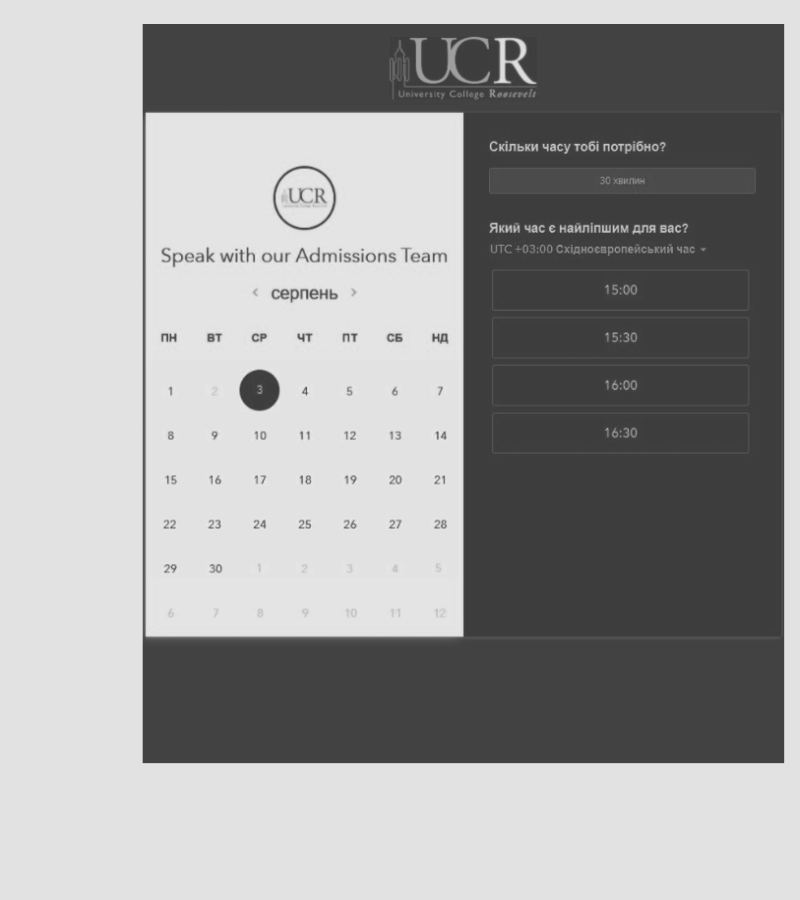 UCR
University College Roosevelt
UCR
Speak with our Admissions Team
< серпень >
ПН ВТ СР ЧТ ПТ СБ НД
1 2 3 4 5 6 7
8 9 10 11 12 13 14
15 16 17 18 19 20 21
22 23 24 25 26 27 28
29 30 1 2 3 4 5
6 7 8 9 10 11 12
Скільки часу тобі потрібно?
30 хвилин
Який час є найліпшим для вас?
UTC +03:00 Східноєвропейський час
15:00
15:30
16:00
16:30